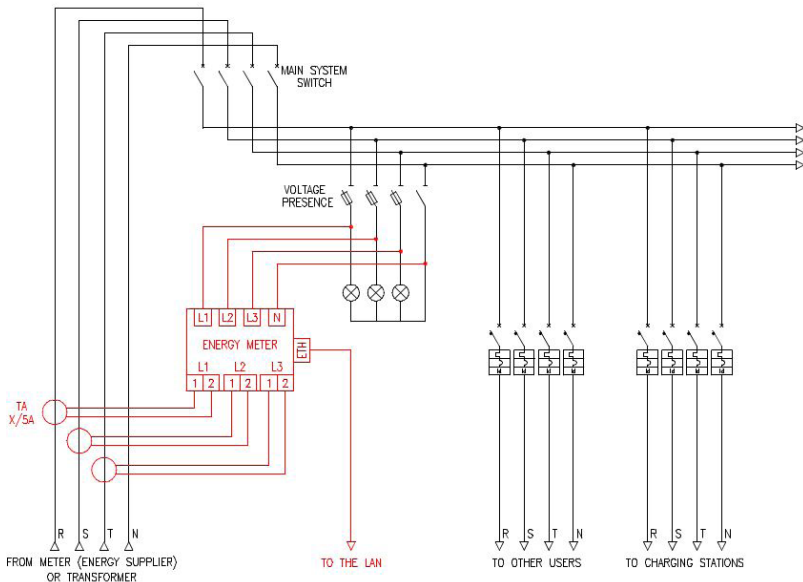 MAIN SYSTEM
SWITCH
VOLTAGE
PRESENCE
L1 L2 L3 N
ENERGY METER
ETH
L1 L2 L3
1 2 1 2 1 2
TA
X/5A
R S T N
FROM METER (ENERGY SUPPLIER)
OR TRANSFORMER
TO THE LAN
R S T N
TO OTHER USERS
R S T N
TO CHARGING STATIONS